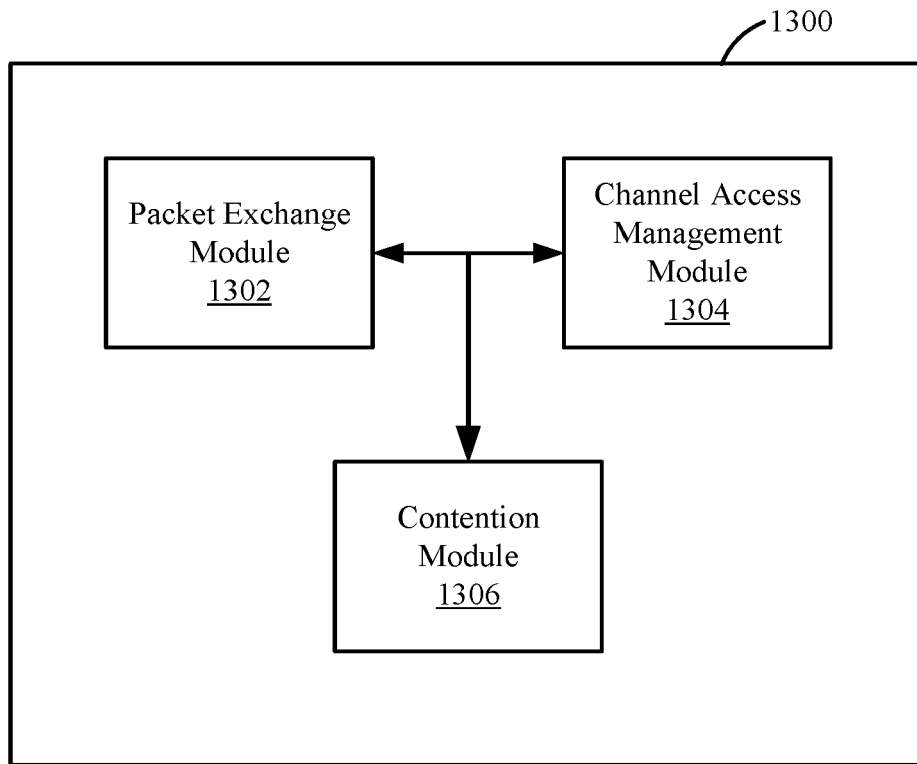 1300
Packet Exchange
Module
1302
Channel Access
Management
Module
1304
Contention
Module
1306